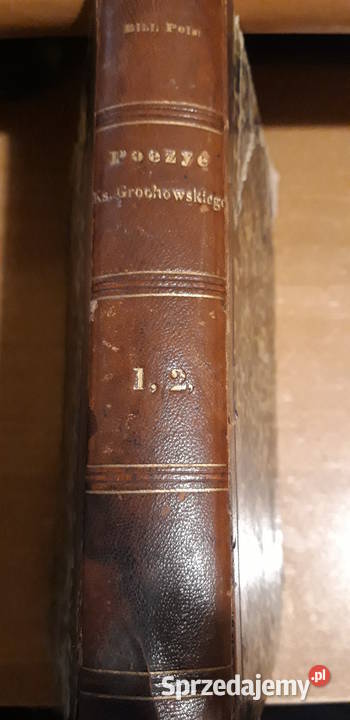 Bibl. Pols.
Poezye
Ks. Grochowskiego
1, 2,
Sprzedajemy.pl